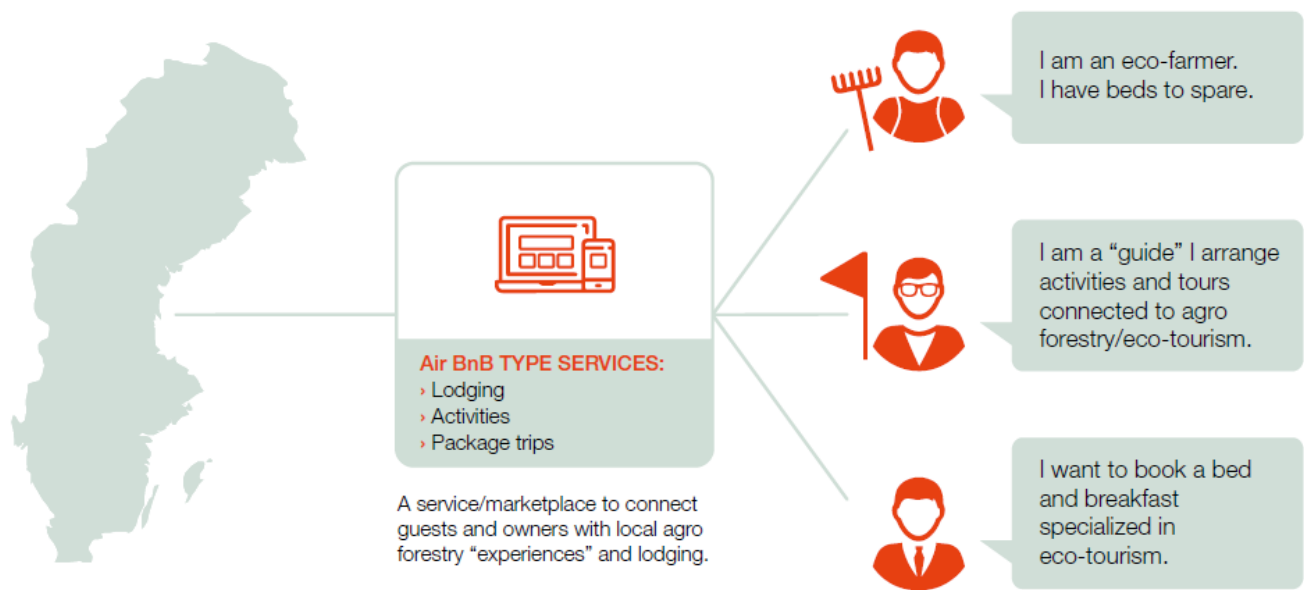 I am an eco-farmer.
I have beds to spare.
I am a “guide” I arrange
activities and tours
connected to agro
forestry/eco-tourism.
Air BnB TYPE SERVICES:
› Lodging
› Activities
› Package trips
A service/marketplace to connect
guests and owners with local agro
forestry “experiences” and lodging.
I want to book a bed
and breakfast
specialized in
eco-tourism.